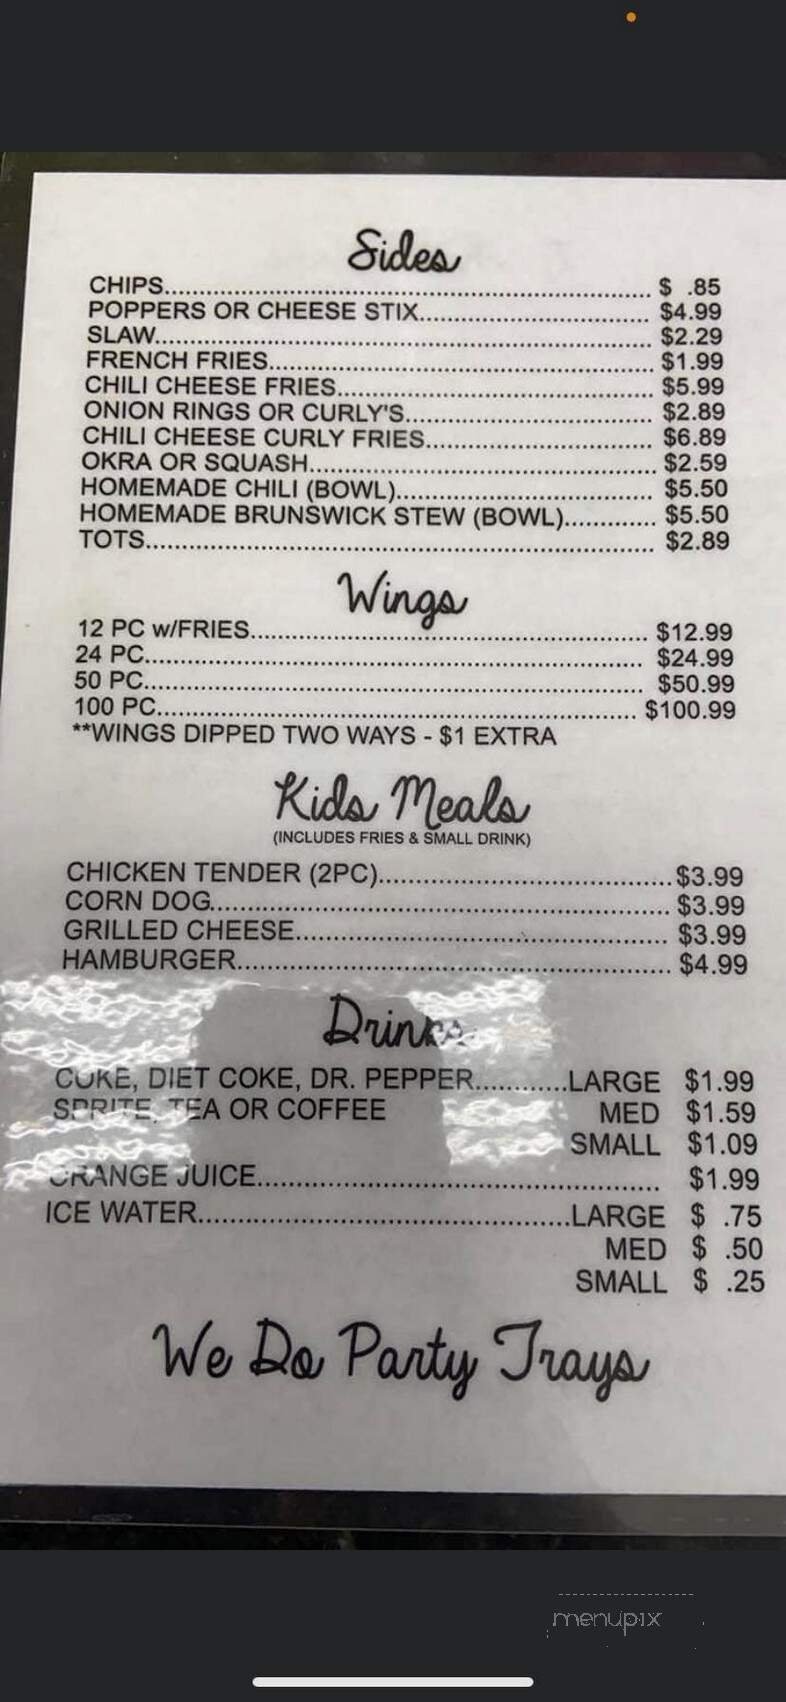 Sides
CHIPS.................................................................. $ .85
POPPERS OR CHEESE STIX.............................. $4.99
SLAW.................................................................. $2.29
FRENCH FRIES................................................... $1.99
CHILI CHEESE FRIES.......................................... $5.99
ONION RINGS OR CURLY'S................................ $2.89
CHILI CHEESE CURLY FRIES............................. $6.89
OKRA OR SQUASH.............................................. $2.59
HOMEMADE CHILI (BOWL)................................. $5.50
HOMEMADE BRUNSWICK STEW (BOWL)............. $5.50
TOTS.................................................................... $2.89
Wings
12 PC w/FRIES..................................................... $12.99
24 PC................................................................... $24.99
50 PC................................................................... $50.99
100 PC................................................................ $100.99
**WINGS DIPPED TWO WAYS - $1 EXTRA
Kids Meals
(INCLUDES FRIES & SMALL DRINK)
CHICKEN TENDER (2PC)...................................... $3.99
CORN DOG.......................................................... $3.99
GRILLED CHEESE............................................... $3.99
HAMBURGER....................................................... $4.99
Drinks
COKE, DIET COKE, DR. PEPPER............LARGE $1.99
SPRITE, TEA OR COFFEE MED $1.59
SMALL $1.09
ORANGE JUICE.................................................... $1.99
ICE WATER................................................LARGE $ .75
MED $ .50
SMALL $ .25
We Do Party Trays
menupix